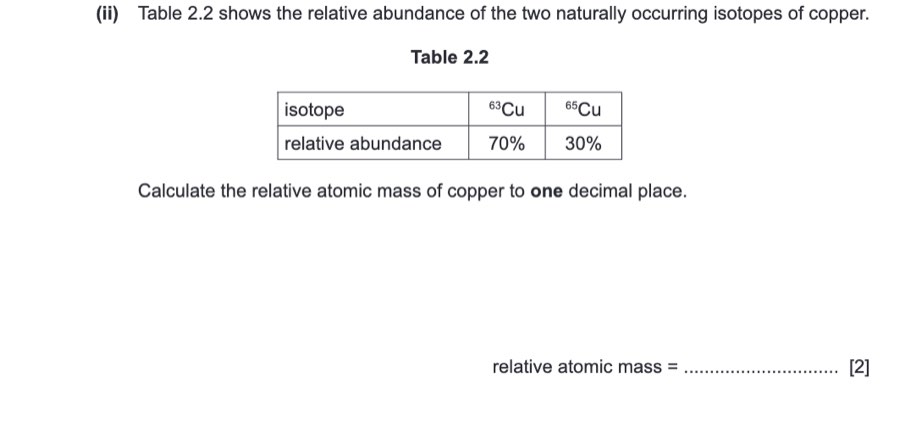 (ii) Table 2.2 shows the relative abundance of the two naturally occurring isotopes of copper.
Table 2.2
isotope ⁶³Cu ⁶⁵Cu
relative abundance 70% 30%
Calculate the relative atomic mass of copper to one decimal place.
relative atomic mass = .............................. [2]